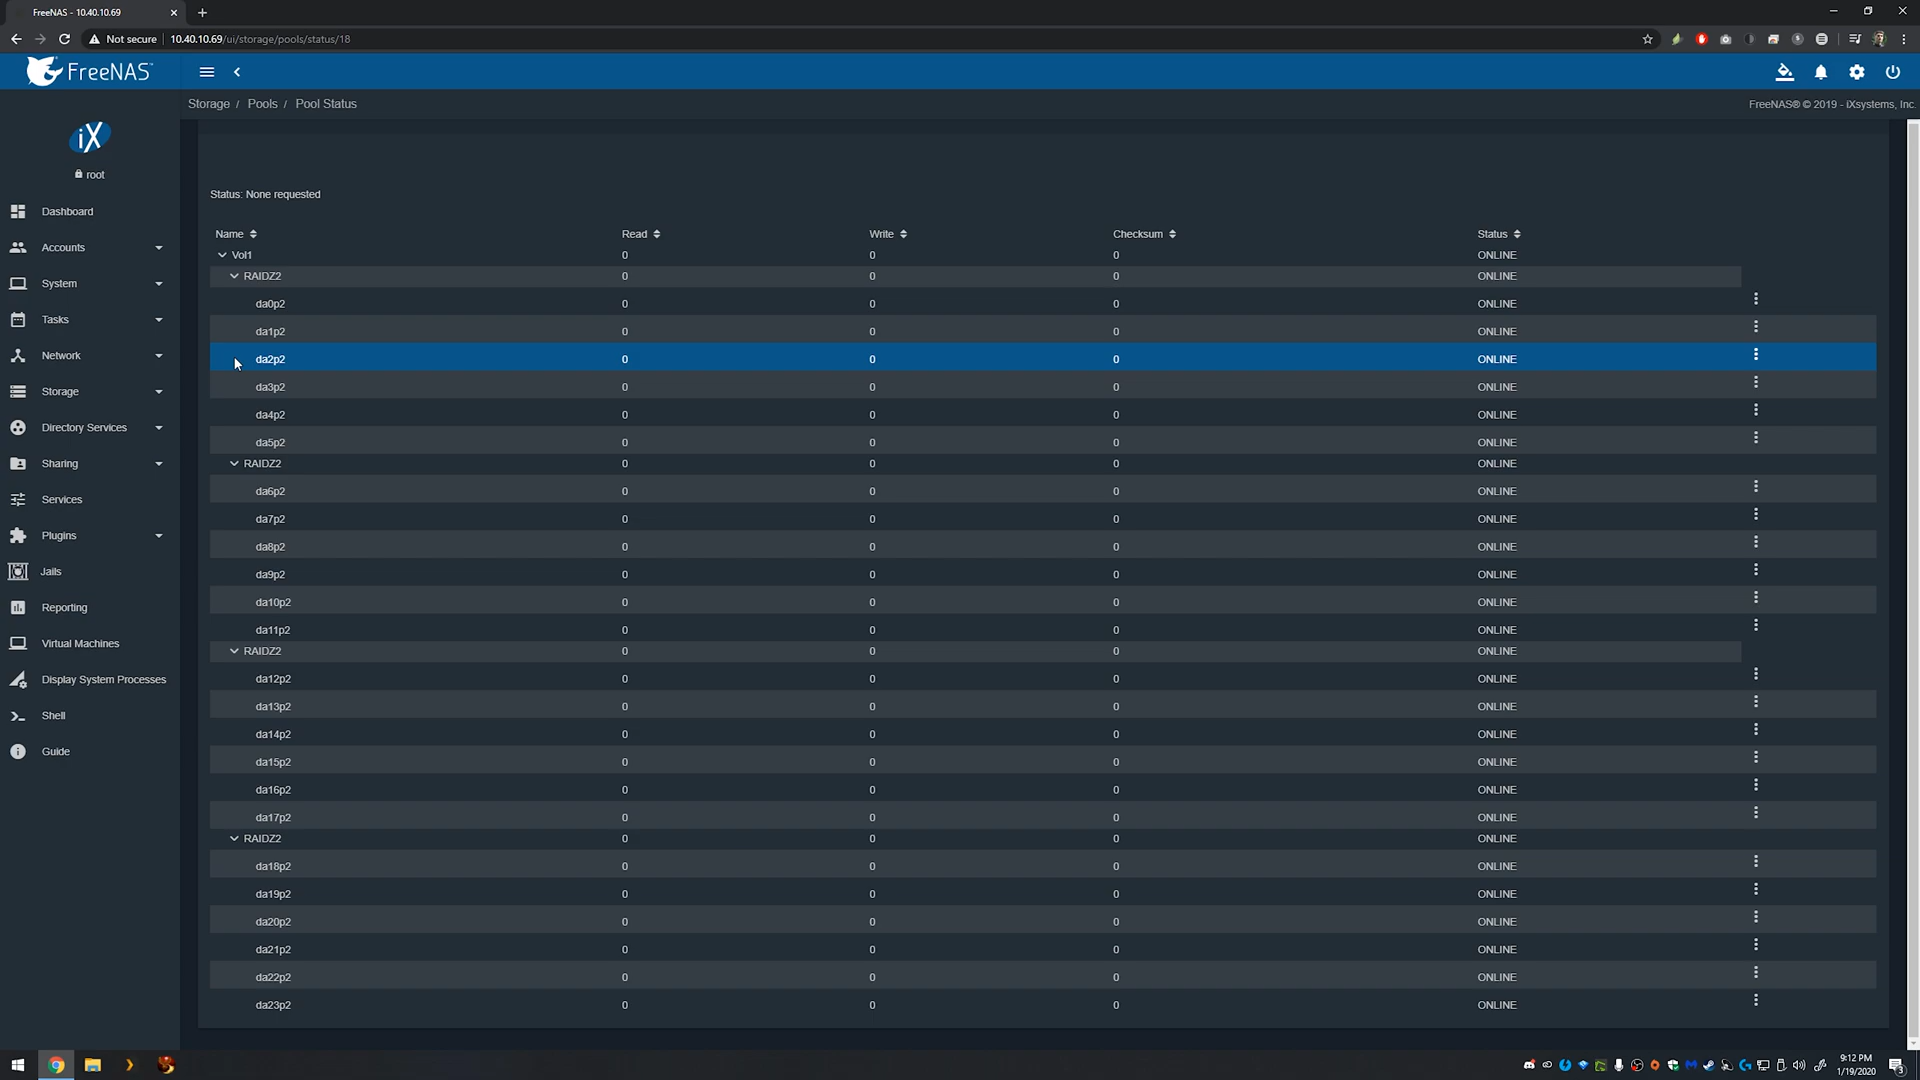 FreeNAS - 10.40.10.69
Not secure 10.40.10.69/ui/storage/pools/status/18
FreeNAS
Storage / Pools / Pool Status
FreeNAS® © 2019 - iXsystems, Inc.
iX
root
Dashboard
Accounts
System
Tasks
Network
Storage
Directory Services
Sharing
Services
Plugins
Jails
Reporting
Virtual Machines
Display System Processes
Shell
Guide
Status: None requested
Name Read Write Checksum Status
Vol1 0 0 0 ONLINE
RAIDZ2 0 0 0 ONLINE
da0p2 0 0 0 ONLINE
da1p2 0 0 0 ONLINE
da2p2 0 0 0 ONLINE
da3p2 0 0 0 ONLINE
da4p2 0 0 0 ONLINE
da5p2 0 0 0 ONLINE
RAIDZ2 0 0 0 ONLINE
da6p2 0 0 0 ONLINE
da7p2 0 0 0 ONLINE
da8p2 0 0 0 ONLINE
da9p2 0 0 0 ONLINE
da10p2 0 0 0 ONLINE
da11p2 0 0 0 ONLINE
RAIDZ2 0 0 0 ONLINE
da12p2 0 0 0 ONLINE
da13p2 0 0 0 ONLINE
da14p2 0 0 0 ONLINE
da15p2 0 0 0 ONLINE
da16p2 0 0 0 ONLINE
da17p2 0 0 0 ONLINE
RAIDZ2 0 0 0 ONLINE
da18p2 0 0 0 ONLINE
da19p2 0 0 0 ONLINE
da20p2 0 0 0 ONLINE
da21p2 0 0 0 ONLINE
da22p2 0 0 0 ONLINE
da23p2 0 0 0 ONLINE
9:12 PM
1/19/2020
3